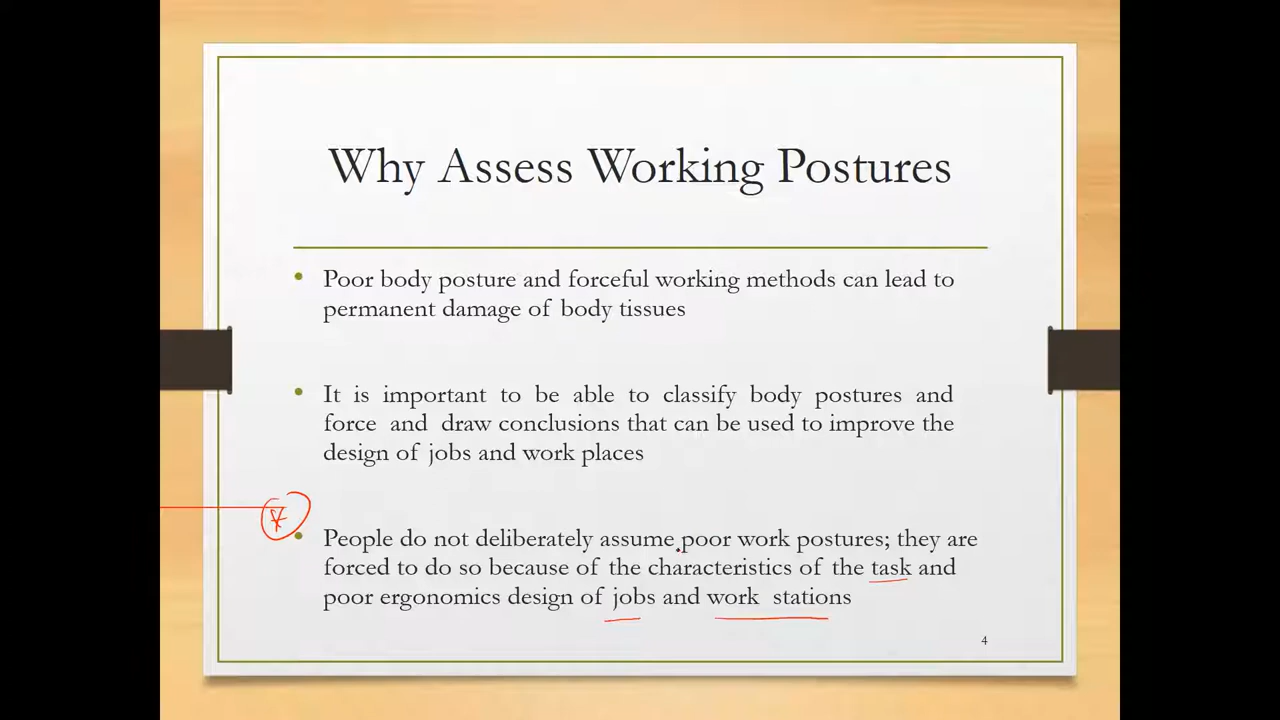 Why Assess Working Postures
• Poor body posture and forceful working methods can lead to
permanent damage of body tissues
• It is important to be able to classify body postures and
force and draw conclusions that can be used to improve the
design of jobs and work places
• People do not deliberately assume poor work postures; they are
forced to do so because of the characteristics of the task and
poor ergonomics design of jobs and work stations
4